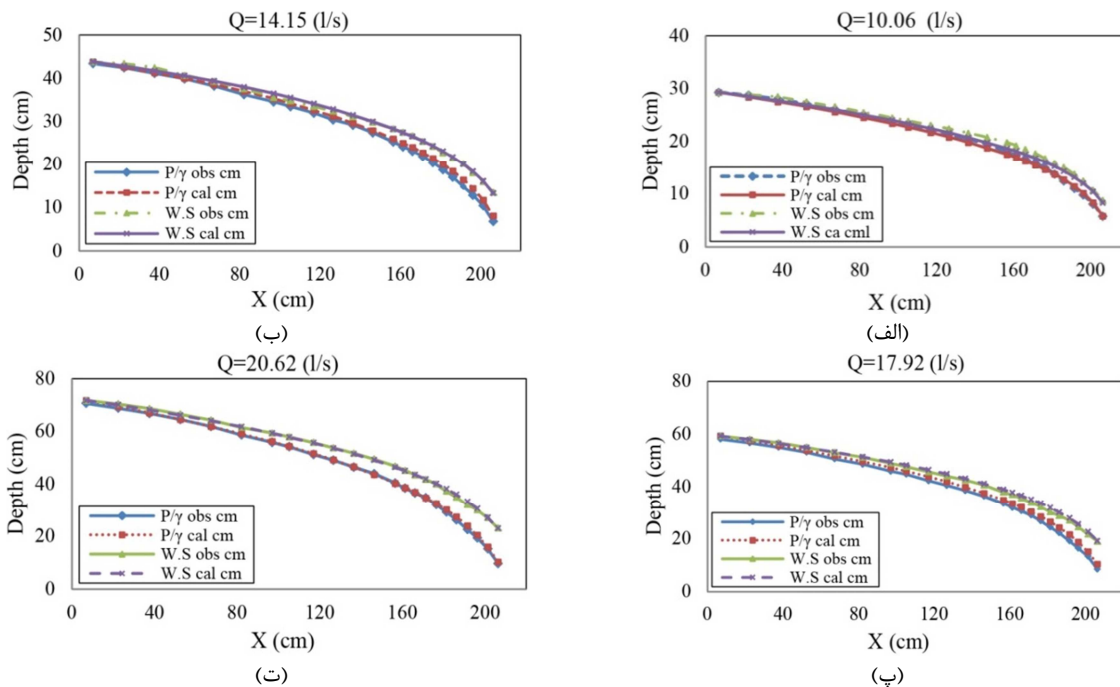 Q=14.15 (l/s)
Depth (cm)
50
40
30
20
10
0
P/γ obs cm
P/γ cal cm
W.S obs cm
W.S cal cm
0 40 80 120 160 200
X (cm)
(ب)
Q=10.06 (l/s)
Depth (cm)
40
30
20
10
0
P/γ obs cm
P/γ cal cm
W.S obs cm
W.S ca cml
0 40 80 120 160 200
X (cm)
(الف)
Q=20.62 (l/s)
Depth (cm)
80
60
40
20
0
P/γ obs cm
P/γ cal cm
W.S obs cm
W.S cal cm
0 40 80 120 160 200
X (cm)
(ت)
Q=17.92 (l/s)
Depth (cm)
80
60
40
20
0
P/γ obs cm
P/γ cal cm
W.S obs cm
W.S cal cm
0 40 80 120 160 200
X (cm)
(پ)